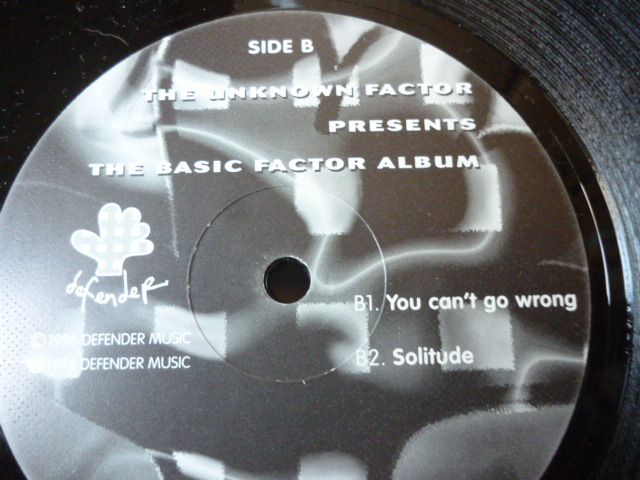 SIDE B
THE UNKNOWN FACTOR
PRESENTS
THE BASIC FACTOR ALBUM
defender
B1. You can't go wrong
© 1996 DEFENDER MUSIC
B2. Solitude
℗ 1996 DEFENDER MUSIC